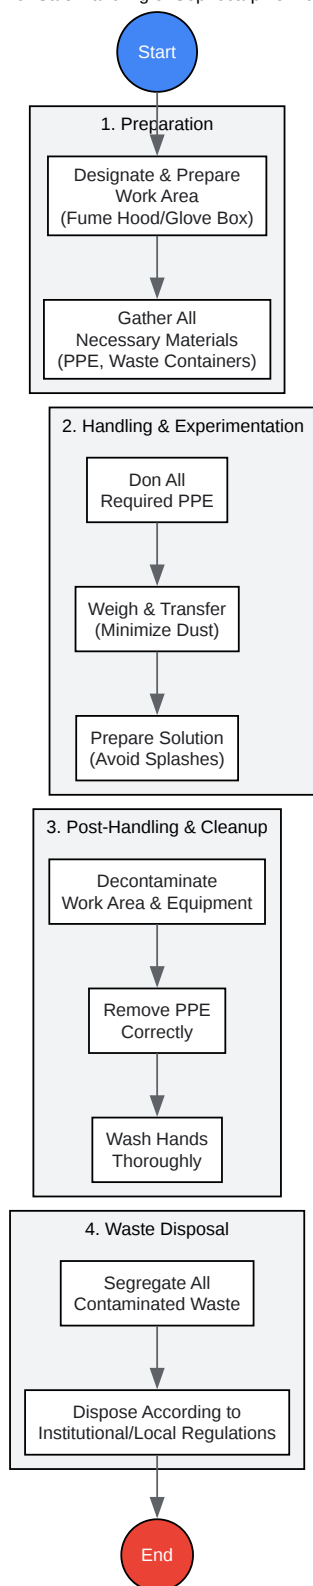 Start
1. Preparation
Designate & Prepare
Work Area
(Fume Hood/Glove Box)
Gather All
Necessary Materials
(PPE, Waste Containers)
2. Handling & Experimentation
Don All
Required PPE
Weigh & Transfer
(Minimize Dust)
Prepare Solution
(Avoid Splashes)
3. Post-Handling & Cleanup
Decontaminate
Work Area & Equipment
Remove PPE
Correctly
Wash Hands
Thoroughly
4. Waste Disposal
Segregate All
Contaminated Waste
Dispose According to
Institutional/Local Regulations
End